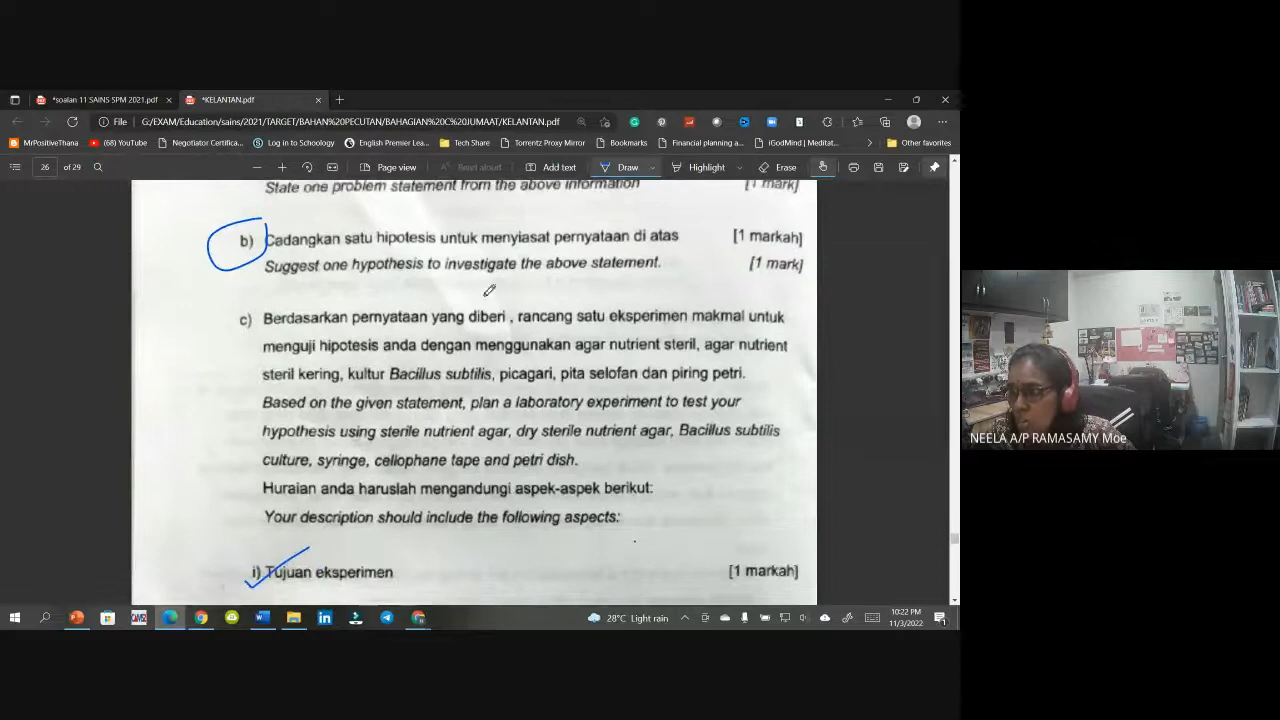 *soalan 11 SAINS SPM 2021.pdf
*KELANTAN.pdf
File
G:/EXAM/Education/sains/2021/TARGET/BAHAN%20PECUTAN/BAHAGIAN%20C%20JUMAAT/KELANTAN.pdf
MrPositiveThana
(68) YouTube
Negotiator Certifica...
Log in to Schoology
English Premier Lea...
Tech Share
Torrentz Proxy Mirror
Bookmarks
Financial planning a...
iGodMind | Meditat...
Other favorites
26 of 29
Page view
Read aloud
Add text
Draw
Highlight
Erase
State one problem statement from the above information [1 mark]
b) Cadangkan satu hipotesis untuk menyiasat pernyataan di atas [1 markah]
Suggest one hypothesis to investigate the above statement. [1 mark]
c) Berdasarkan pernyataan yang diberi , rancang satu eksperimen makmal untuk
menguji hipotesis anda dengan menggunakan agar nutrient steril, agar nutrient
steril kering, kultur Bacillus subtilis, picagari, pita selofan dan piring petri.
Based on the given statement, plan a laboratory experiment to test your
hypothesis using sterile nutrient agar, dry sterile nutrient agar, Bacillus subtilis
culture, syringe, cellophane tape and petri dish.
Huraian anda haruslah mengandungi aspek-aspek berikut:
Your description should include the following aspects:
i) Tujuan eksperimen [1 markah]
NEELA A/P RAMASAMY Moe
28°C Light rain
10:22 PM
11/3/2022